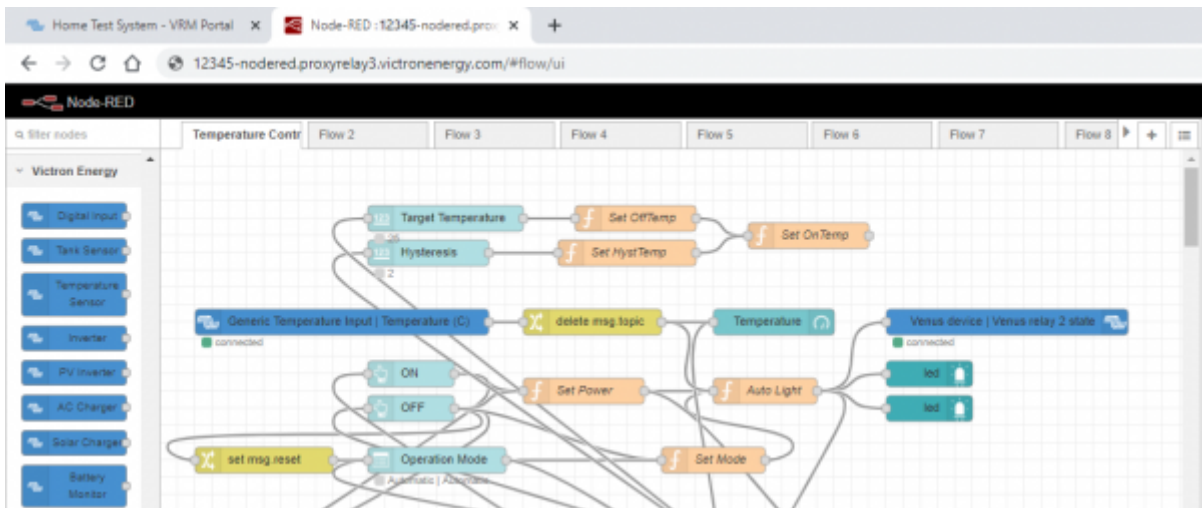 Home Test System - VRM Portal
Node-RED : 12345-nodered.prox
12345-nodered.proxyrelay3.victronenergy.com/#flow/ui
Node-RED
filter nodes
Temperature Contr
Flow 2
Flow 3
Flow 4
Flow 5
Flow 6
Flow 7
Flow 8
Victron Energy
Digital Input
Tank Sensor
Temperature
Sensor
Inverter
PV Inverter
AC Charger
Solar Charger
Battery
Monitor
123 Target Temperature
26
Set OffTemp
Set OnTemp
123 Hysteresis
2
Set HystTemp
Generic Temperature Input | Temperature (C)
connected
delete msg.topic
Temperature
Venus device | Venus relay 2 state
connected
ON
Set Power
Auto Light
led
OFF
led
set msg.reset
Operation Mode
Automatic | Automatic
Set Mode